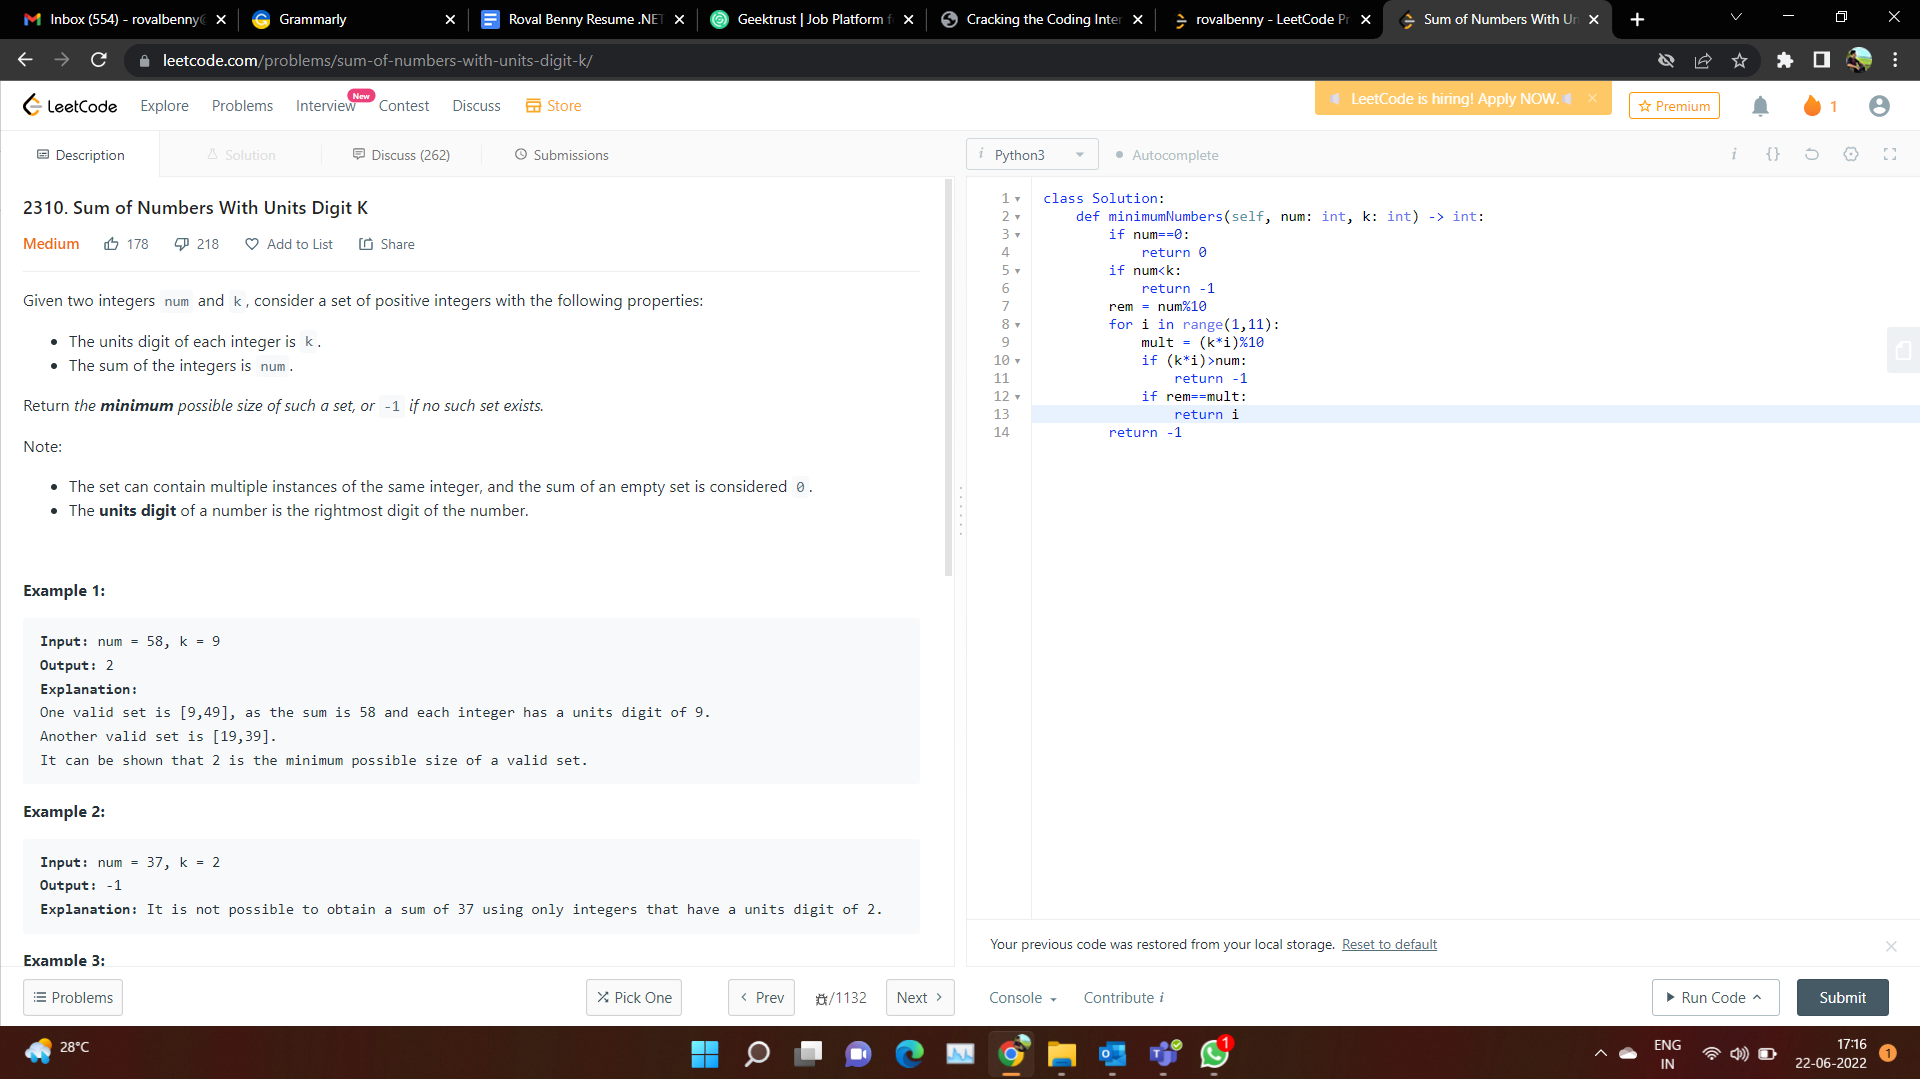 Inbox (554) - rovalbenny@
Grammarly
Roval Benny Resume .NET
Geektrust | Job Platform f
Cracking the Coding Inter
rovalbenny - LeetCode Pr
Sum of Numbers With Un
leetcode.com/problems/sum-of-numbers-with-units-digit-k/
LeetCode
Explore
Problems
Interview
New
Contest
Discuss
Store
LeetCode is hiring! Apply NOW.
Premium
1
Description
Solution
Discuss (262)
Submissions
i Python3
Autocomplete
i
{}
2310. Sum of Numbers With Units Digit K
Medium
178
218
Add to List
Share
Given two integers num and k, consider a set of positive integers with the following properties:
• The units digit of each integer is k.
• The sum of the integers is num.
Return the minimum possible size of such a set, or -1 if no such set exists.
Note:
• The set can contain multiple instances of the same integer, and the sum of an empty set is considered 0.
• The units digit of a number is the rightmost digit of the number.
Example 1:
Input: num = 58, k = 9
Output: 2
Explanation:
One valid set is [9,49], as the sum is 58 and each integer has a units digit of 9.
Another valid set is [19,39].
It can be shown that 2 is the minimum possible size of a valid set.
Example 2:
Input: num = 37, k = 2
Output: -1
Explanation: It is not possible to obtain a sum of 37 using only integers that have a units digit of 2.
Example 3:
1 class Solution:
2     def minimumNumbers(self, num: int, k: int) -> int:
3         if num==0:
4             return 0
5         if num<k:
6             return -1
7         rem = num%10
8         for i in range(1,11):
9             mult = (k*i)%10
10             if (k*i)>num:
11                 return -1
12             if rem==mult:
13                 return i
14         return -1
Your previous code was restored from your local storage. Reset to default
Problems
Pick One
Prev
/1132
Next
Console
Contribute i
Run Code
Submit
28°C
1
ENG
IN
17:16
22-06-2022
1